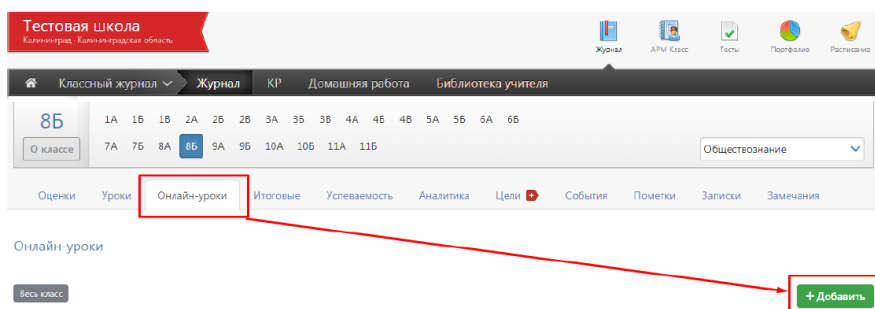 Тестовая школа
Калининград - Калининградская область
Журнал АРМ Класс Тесты Портфолио Расписание
Классный журнал Журнал КР Домашняя работа Библиотека учителя
8Б 1А 1Б 1В 2А 2Б 2В 3А 3Б 3В 4А 4Б 4В 5А 5Б 6А 6Б
О классе 7А 7Б 8А 8Б 9А 9Б 10А 10Б 11А 11Б Обществознание
Оценки Уроки Онлайн-уроки Итоговые Успеваемость Аналитика Цели + События Пометки Записки Замечания
Онлайн-уроки
Весь класс + Добавить